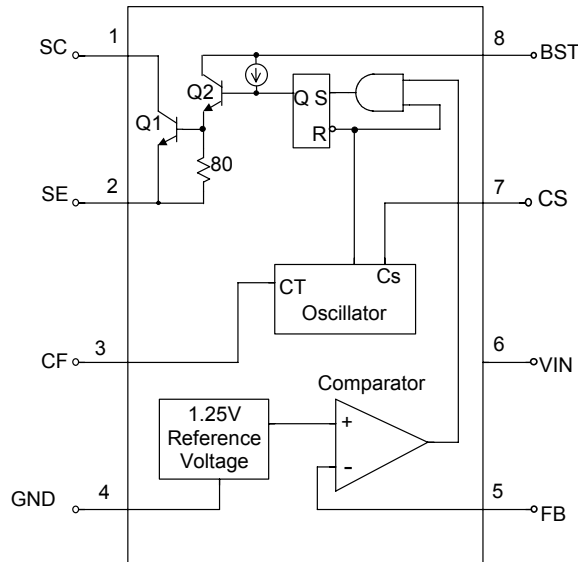 SC 1
8 BST
Q2
Q S
Q1
R
80
SE 2
7 CS
CT Cs
Oscillator
CF 3
6 VIN
Comparator
1.25V
Reference
Voltage
+
-
GND 4
5 FB